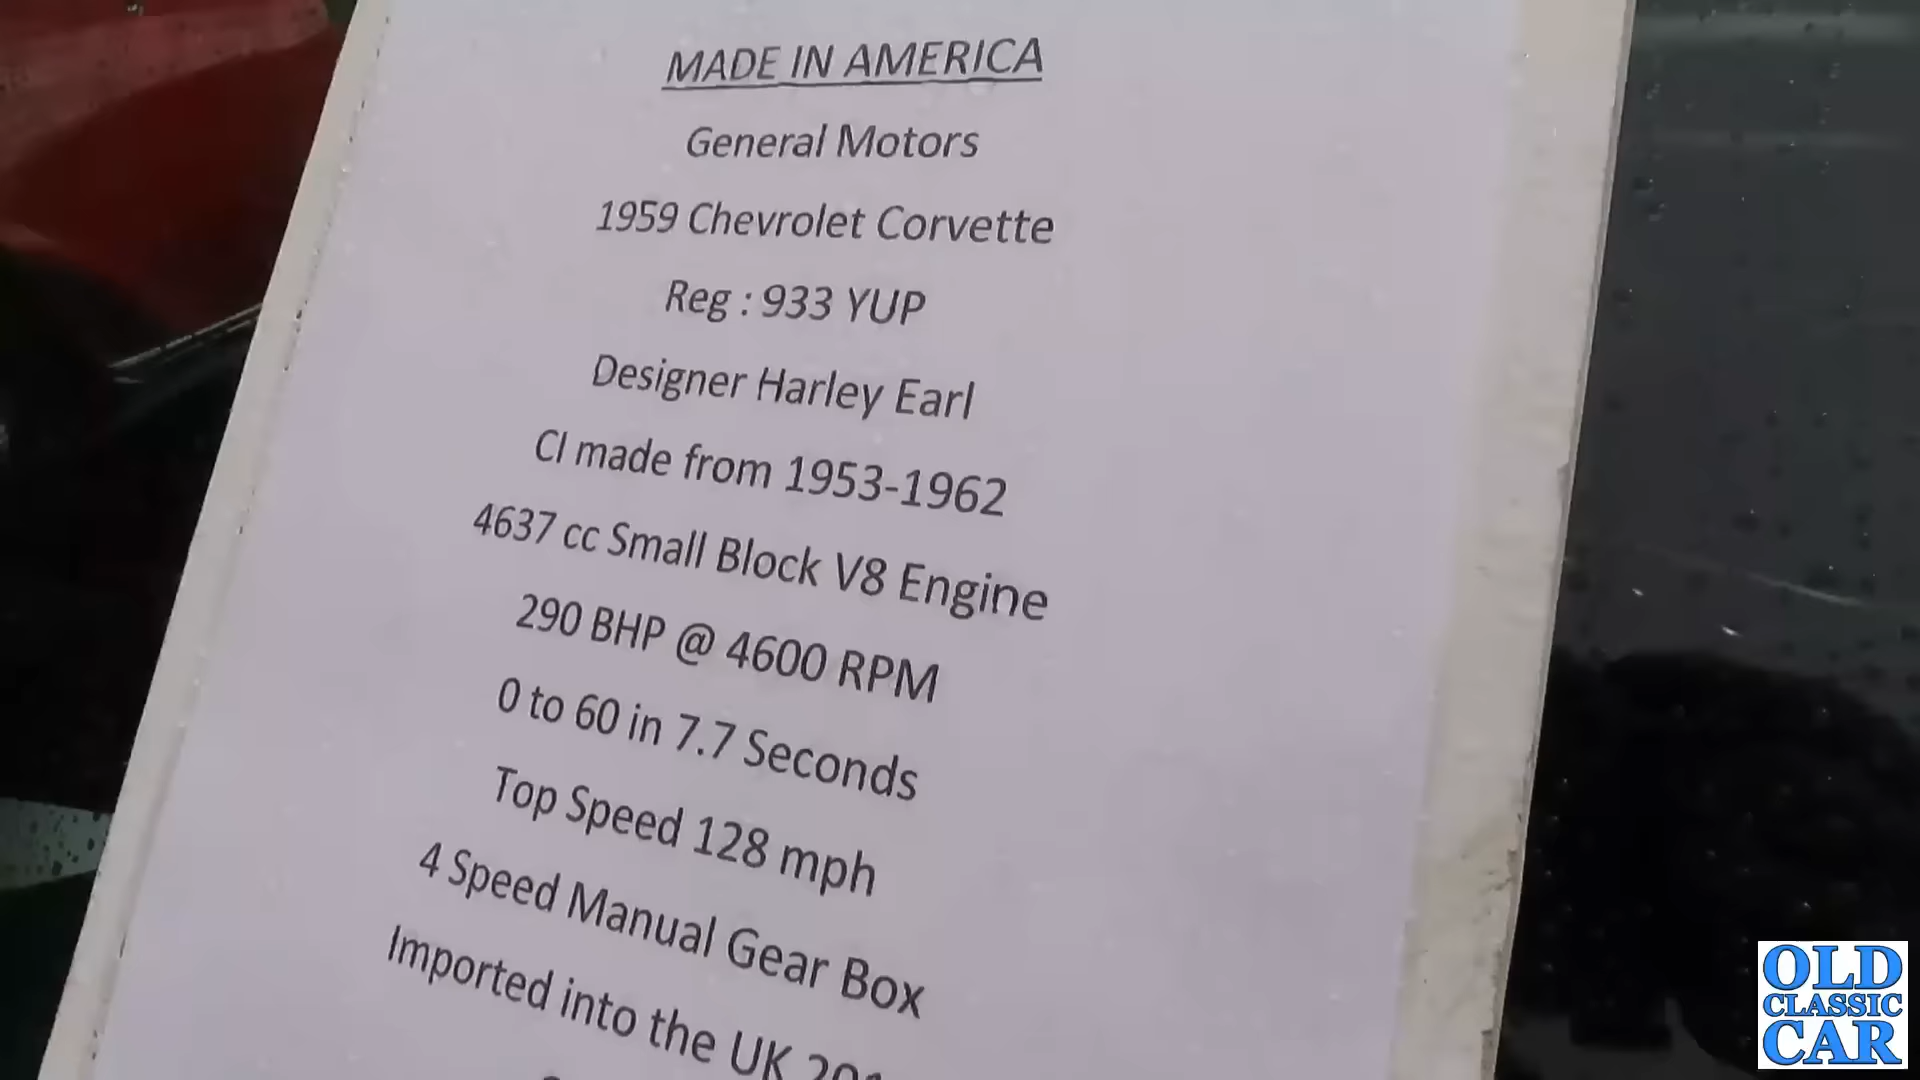 MADE IN AMERICA
General Motors
1959 Chevrolet Corvette
Reg : 933 YUP
Designer Harley Earl
CI made from 1953-1962
4637 cc Small Block V8 Engine
290 BHP @ 4600 RPM
0 to 60 in 7.7 Seconds
Top Speed 128 mph
4 Speed Manual Gear Box
Imported into the UK
OLD
CLASSIC
CAR